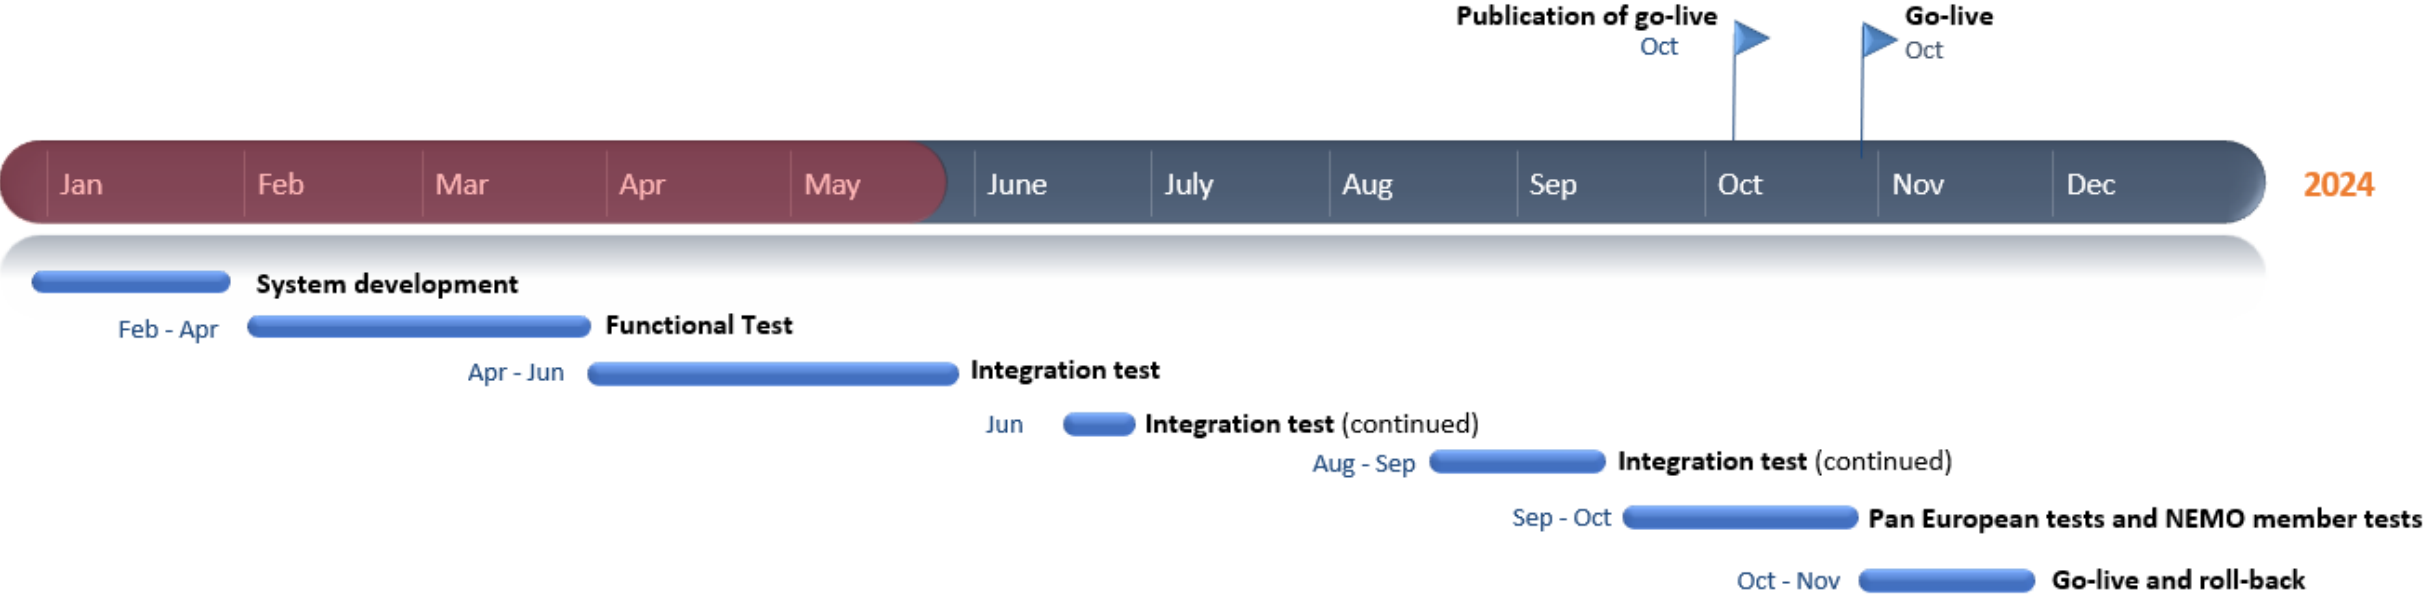 Publication of go-live
Oct
Go-live
Oct
Jan Feb Mar Apr May June July Aug Sep Oct Nov Dec 2024
System development
Feb - Apr Functional Test
Apr - Jun Integration test
Jun Integration test (continued)
Aug - Sep Integration test (continued)
Sep - Oct Pan European tests and NEMO member tests
Oct - Nov Go-live and roll-back